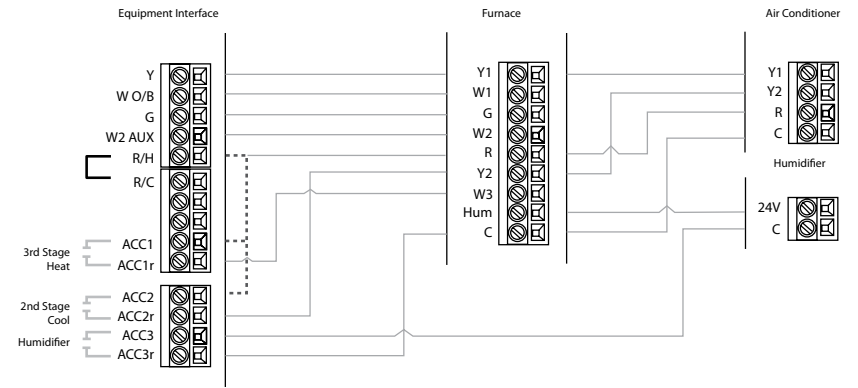 Equipment Interface
Furnace
Air Conditioner
Y
W O/B
G
W2 AUX
R/H
R/C
ACC1
ACC1r
3rd Stage
Heat
ACC2
ACC2r
2nd Stage
Cool
ACC3
ACC3r
Humidifier
Y1
W1
G
W2
R
Y2
W3
Hum
C
Y1
Y2
R
C
Humidifier
24V
C